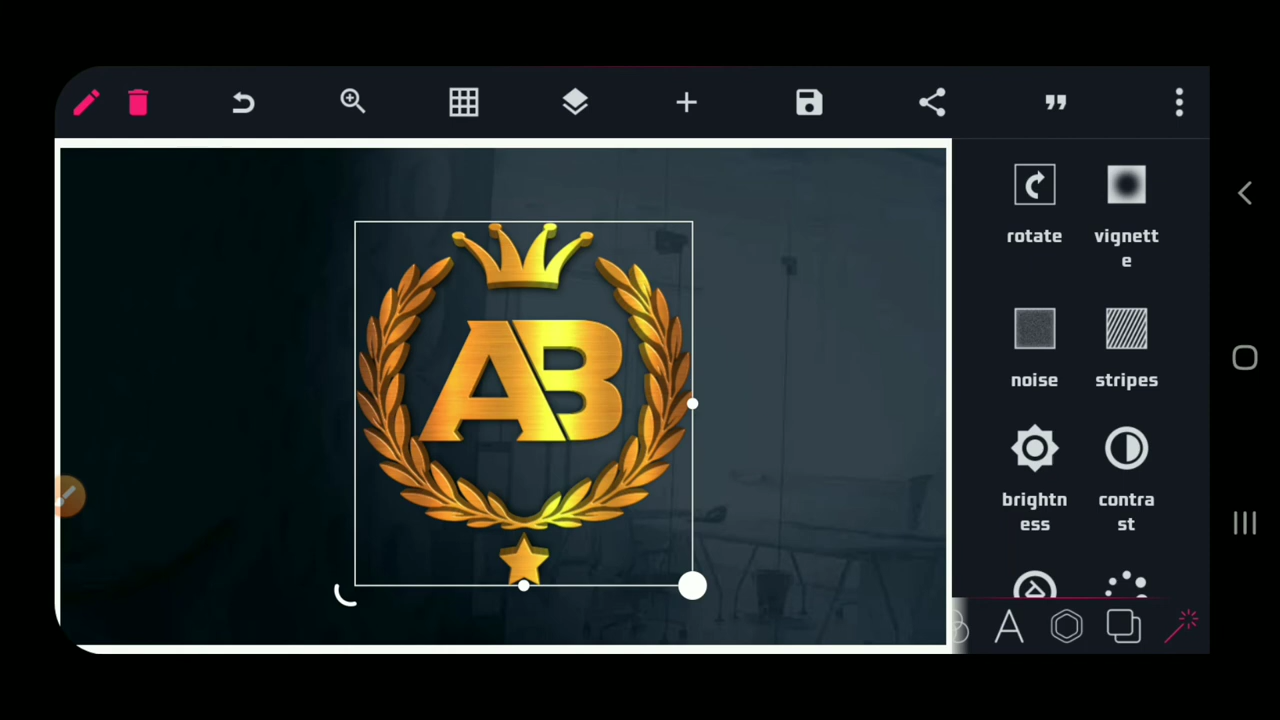 AB
rotate
vignett
e
noise
stripes
brightn
ess
contra
st